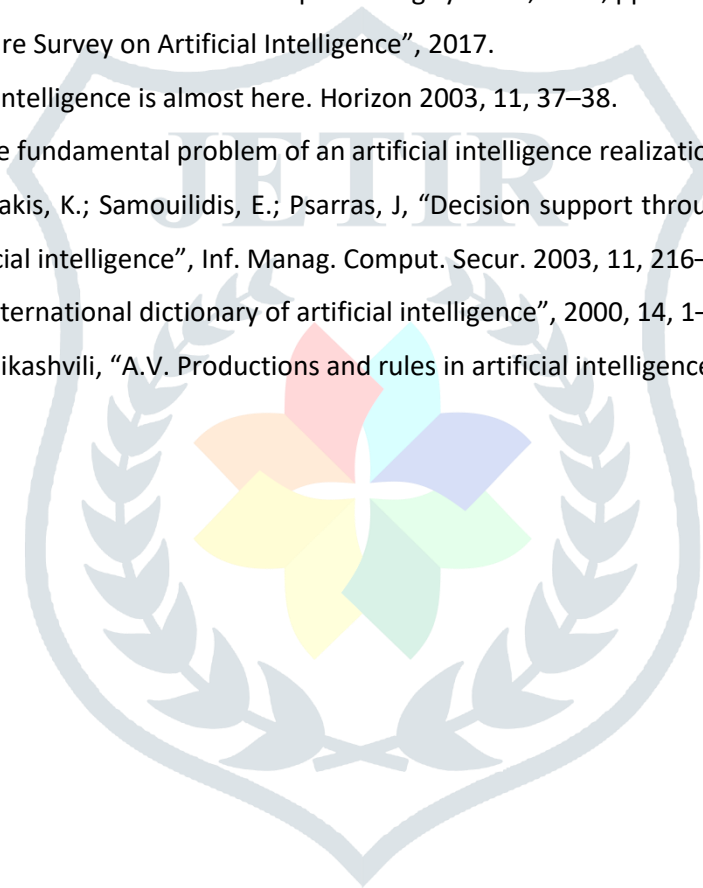 re Survey on Artificial Intelligence”, 2017.
ntelligence is almost here. Horizon 2003, 11, 37–38.
e fundamental problem of an artificial intelligence realizatio
akis, K.; Samouilidis, E.; Psarras, J, “Decision support throu
cial intelligence”, Inf. Manag. Comput. Secur. 2003, 11, 216–
nternational dictionary of artificial intelligence”, 2000, 14, 1–
ikashvili, “A.V. Productions and rules in artificial intelligence
JETIR